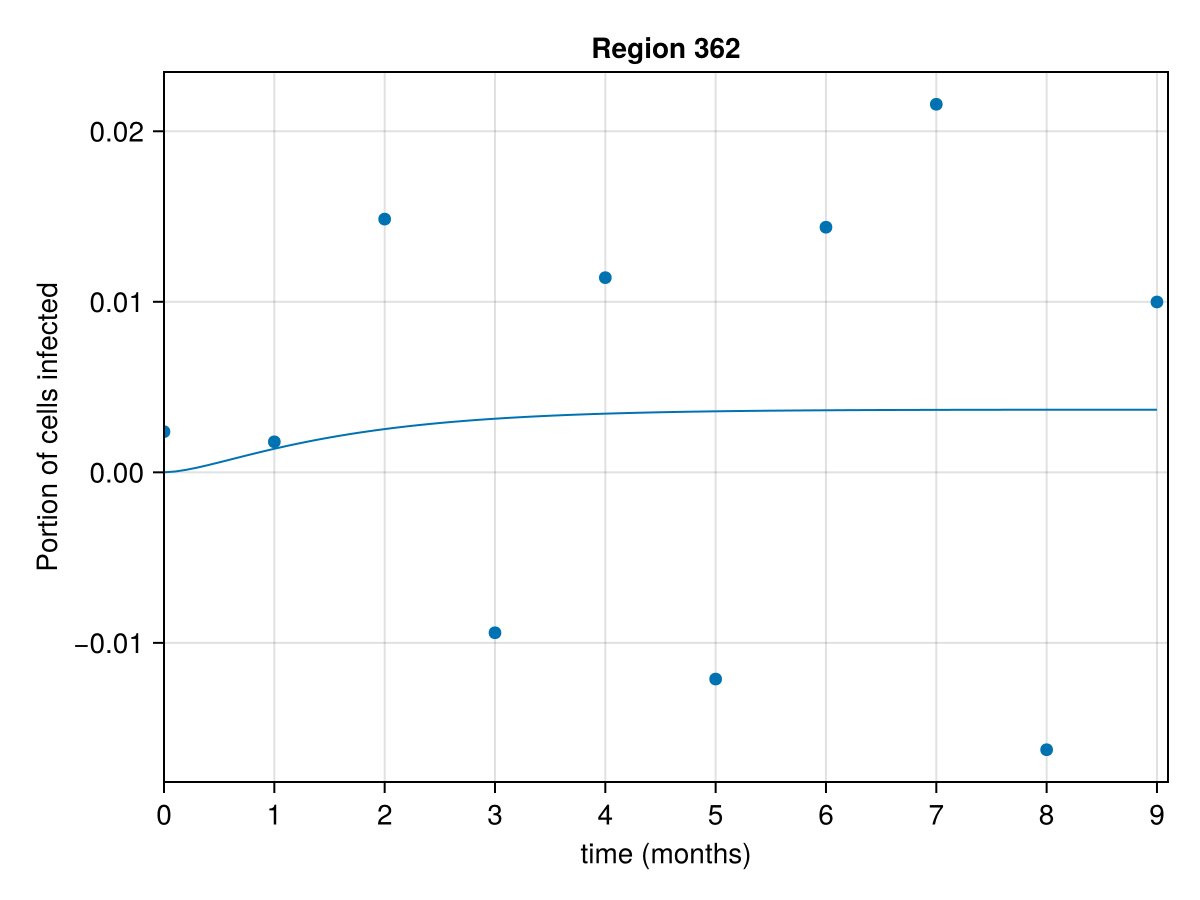 Region 362
Portion of cells infected
0.02
0.01
0.00
−0.01
0 1 2 3 4 5 6 7 8 9
time (months)